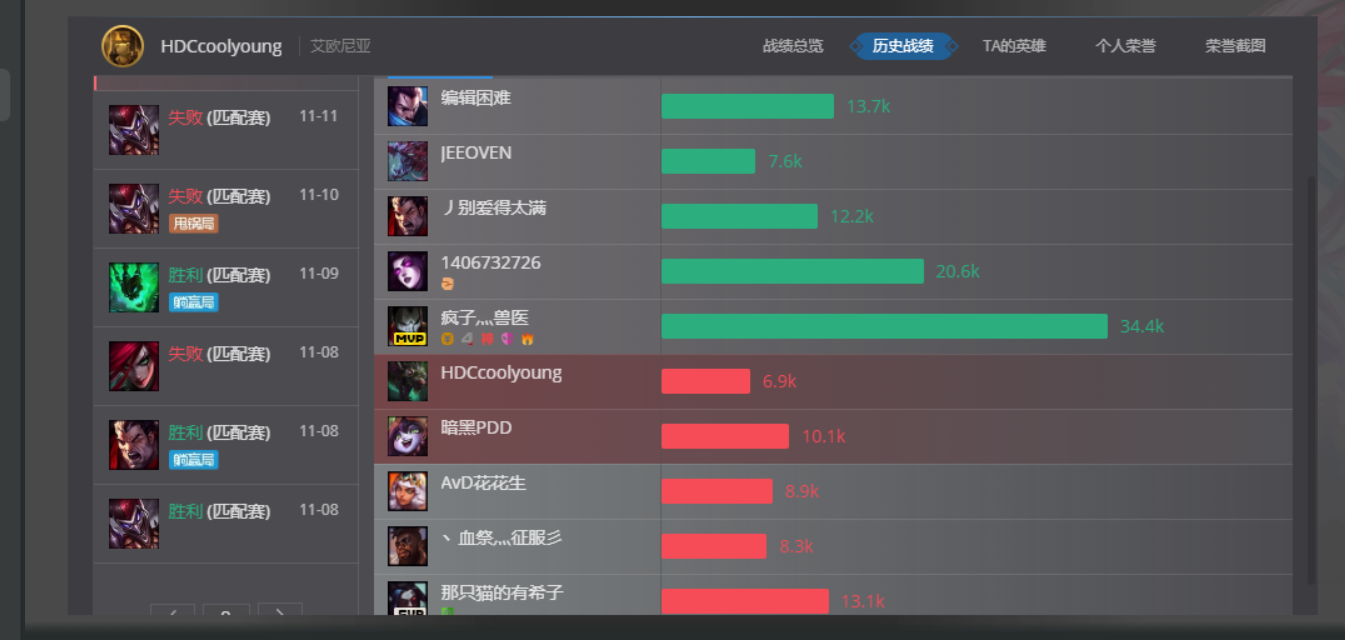 HDCcoolyoung
艾欧尼亚
战绩总览
历史战绩
TA的英雄
个人荣誉
荣誉截图
失败 (匹配赛) 11-11
失败 (匹配赛) 11-10
甩锅局
胜利 (匹配赛) 11-09
躺赢局
失败 (匹配赛) 11-08
胜利 (匹配赛) 11-08
躺赢局
胜利 (匹配赛) 11-08
编辑困难 13.7k
JEEOVEN 7.6k
丿别爱得太满 12.2k
1406732726 20.6k
疯子灬兽医 34.4k
MVP
HDCcoolyoung 6.9k
暗黑PDD 10.1k
AvD花花生 8.9k
丶血祭灬征服彡 8.3k
那只猫的有希子 13.1k